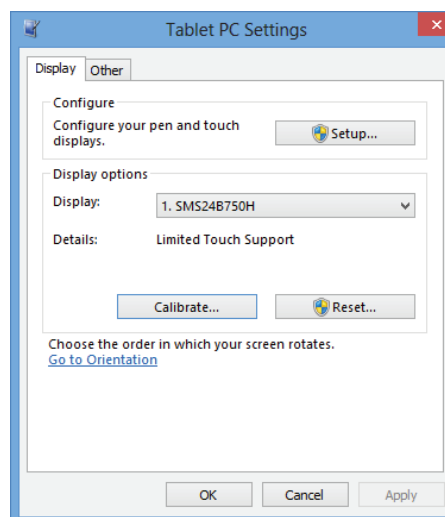 Tablet PC Settings
Display Other
Configure
Configure your pen and touch
displays.
Setup...
Display options
Display:
1. SMS24B750H
Details:
Limited Touch Support
Calibrate...
Reset...
Choose the order in which your screen rotates.
Go to Orientation
OK Cancel Apply